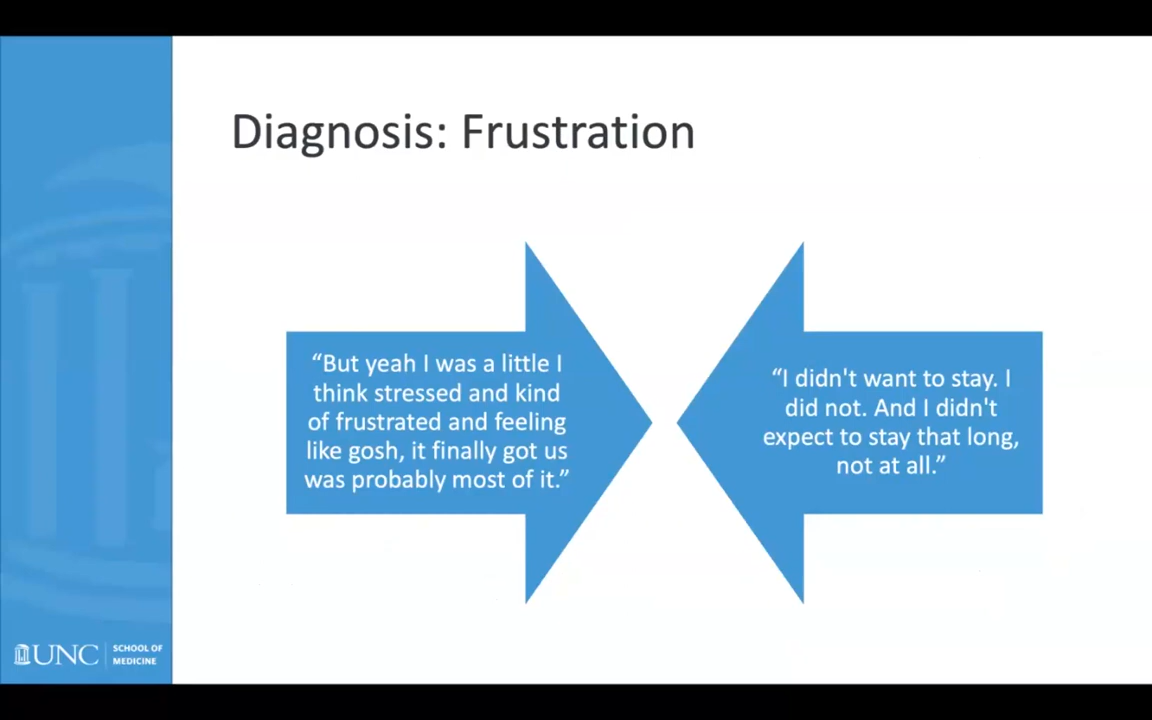 Diagnosis: Frustration
“But yeah I was a little I
think stressed and kind
of frustrated and feeling
like gosh, it finally got us
was probably most of it.”
“I didn't want to stay. I
did not. And I didn't
expect to stay that long,
not at all.”
UNC
SCHOOL OF
MEDICINE